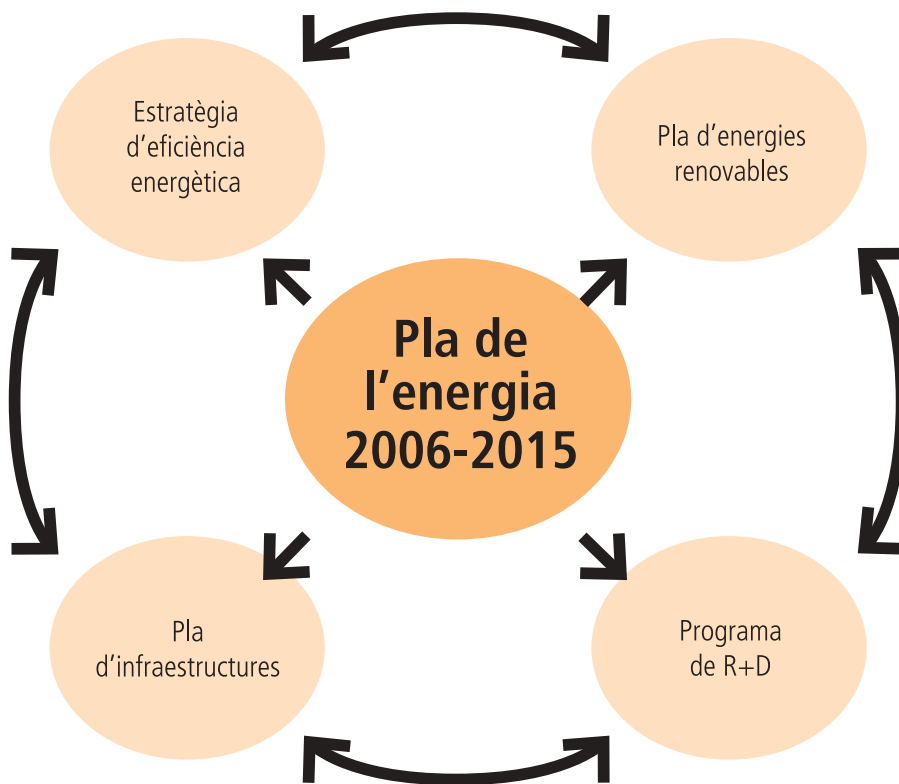 Estratègia
d'eficiència
energètica
Pla d'energies
renovables
Pla de
l'energia
2006-2015
Pla
d'infraestructures
Programa
de R+D